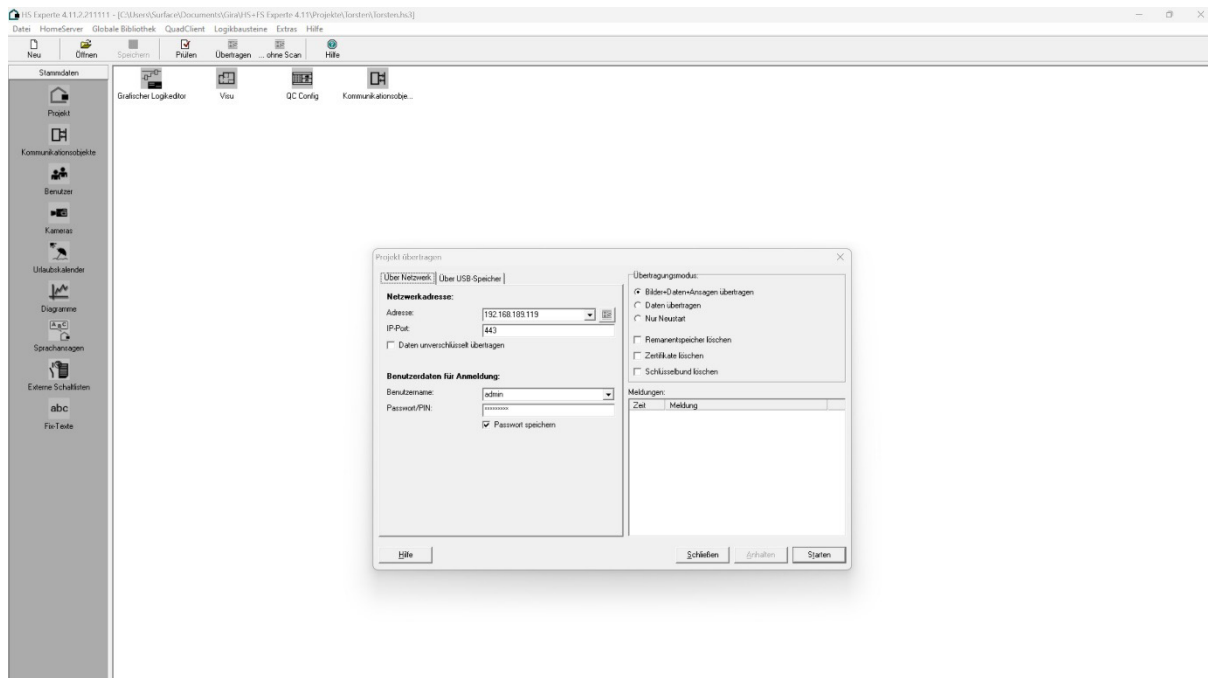 HS Experte 4.11.2.211111 - [C:\Users\Surface\Documents\Gira\HS+FS Experte 4.11\Projekte\Torsten\Torsten.hs3]
Datei HomeServer Globale Bibliothek QuadClient Logikbausteine Extras Hilfe
Neu Öffnen Speichern Prüfen Übertragen ... ohne Scan Hilfe
Stammdaten
Projekt
Kommunikationsobjekte
Benutzer
Kameras
Urlaubskalender
Diagramme
Sprachansagen
Externe Schaltlisten
abc
Fix-Texte
Grafischer Logikeditor Visu QC Config Kommunikationsobje...
Projekt übertragen
Über Netzwerk Über USB-Speicher
Netzwerkadresse:
Adresse: 192.168.189.119
IP-Port: 443
Daten unverschlüsselt übertragen
Benutzerdaten für Anmeldung:
Benutzername: admin
Passwort/PIN:
Passwort speichern
Übertragungsmodus:
Bilder+Daten+Ansagen übertragen
Daten übertragen
Nur Neustart
Remanentspeicher löschen
Zertifikate löschen
Schlüsselbund löschen
Meldungen:
Zeit Meldung
Hilfe Schließen Anhalten Starten